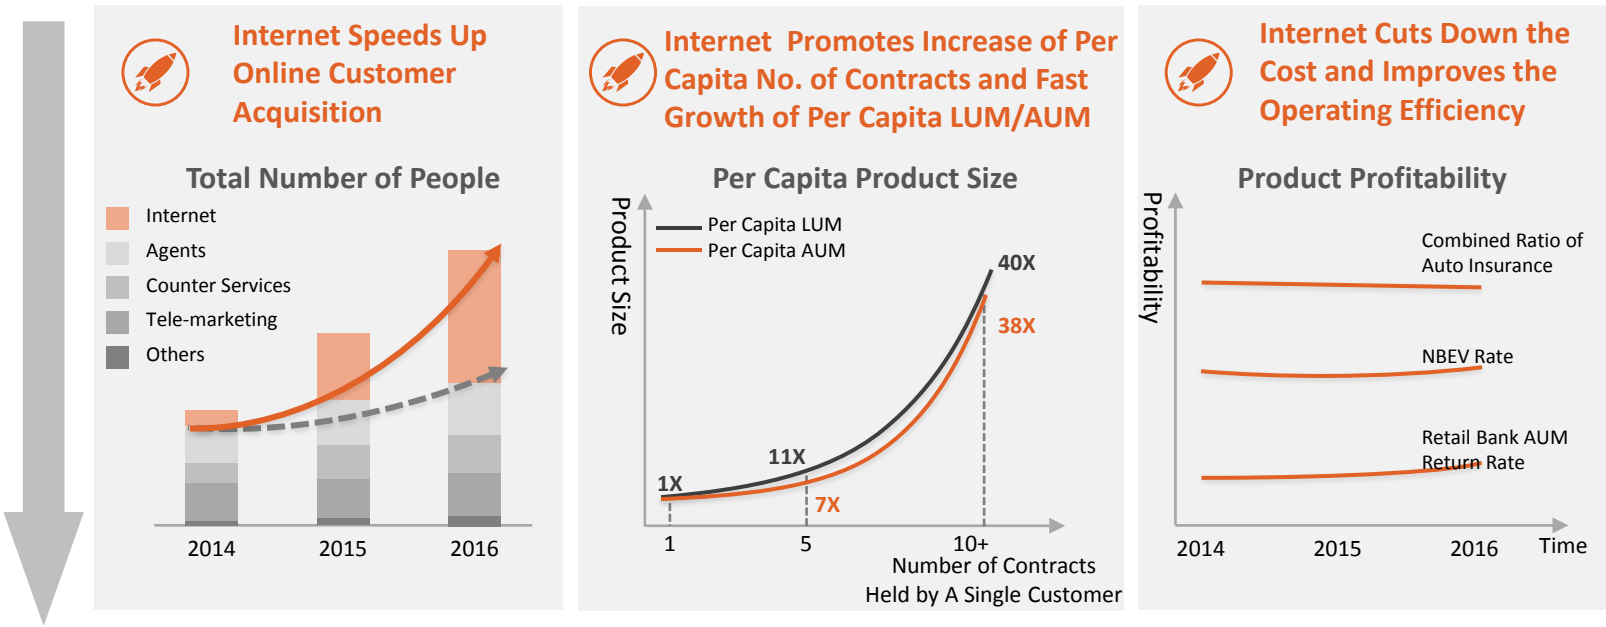 Internet Speeds Up
Online Customer
Acquisition
Total Number of People
Internet
Agents
Counter Services
Tele-marketing
Others
2014
2015
2016
Internet  Promotes Increase of Per
Capita No. of Contracts and Fast
Growth of Per Capita LUM/AUM
Per Capita Product Size
Product Size
Per Capita LUM
Per Capita AUM
40X
38X
11X
7X
1X
1
5
10+
Number of Contracts
Held by A Single Customer
Internet Cuts Down the
Cost and Improves the
Operating Efficiency
Product Profitability
Profitability
Combined Ratio of
Auto Insurance
NBEV Rate
Retail Bank AUM
Return Rate
2014
2015
2016
Time